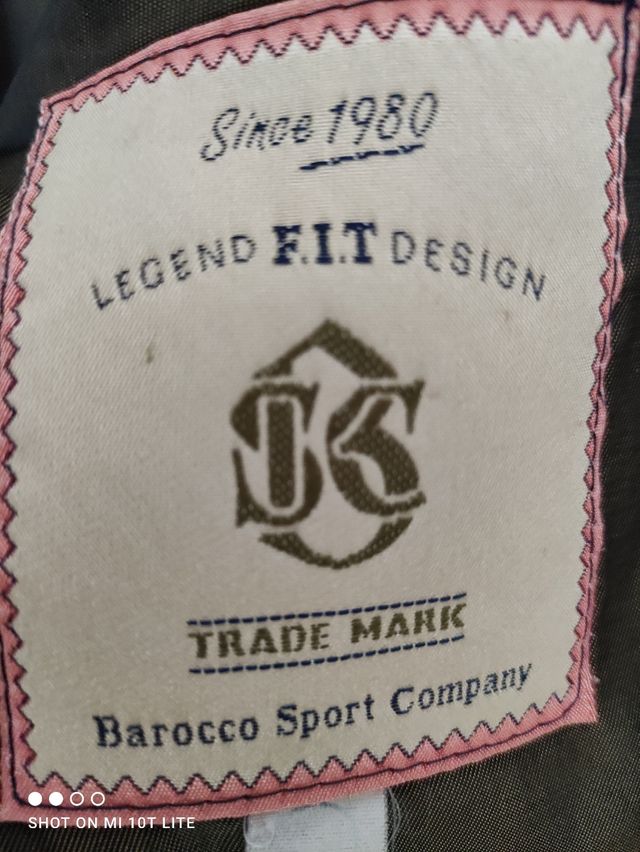 Since 1980
LEGEND F.I.T DESIGN
TRADE MARK
Barocco Sport Company
SHOT ON MI 10T LITE